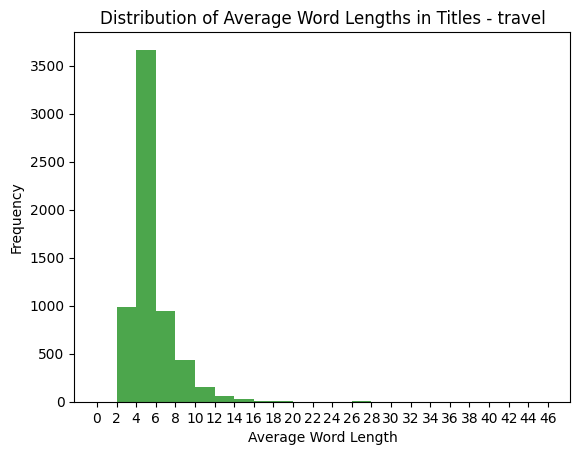 Distribution of Average Word Lengths in Titles - travel
3500
3000
2500
2000
1500
1000
500
0
Frequency
0 2 4 6 8 10 12 14 16 18 20 22 24 26 28 30 32 34 36 38 40 42 44 46
Average Word Length